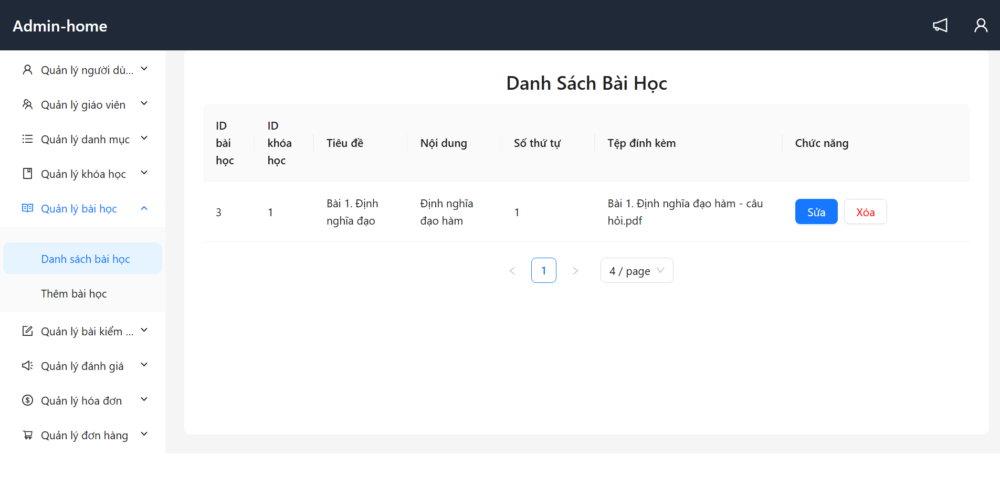 Admin-home
Quản lý người dù...
Quản lý giáo viên
Quản lý danh mục
Quản lý khóa học
Quản lý bài học
Danh sách bài học
Thêm bài học
Quản lý bài kiểm ...
Quản lý đánh giá
Quản lý hóa đơn
Quản lý đơn hàng
Danh Sách Bài Học
ID
bài
học
ID
khóa
học
Tiêu đề
Nội dung
Số thứ tự
Tệp đính kèm
Chức năng
3
1
Bài 1. Định
nghĩa đạo
Định nghĩa
đạo hàm
1
Bài 1. Định nghĩa đạo hàm - câu
hỏi.pdf
Sửa
Xóa
1
4 / page